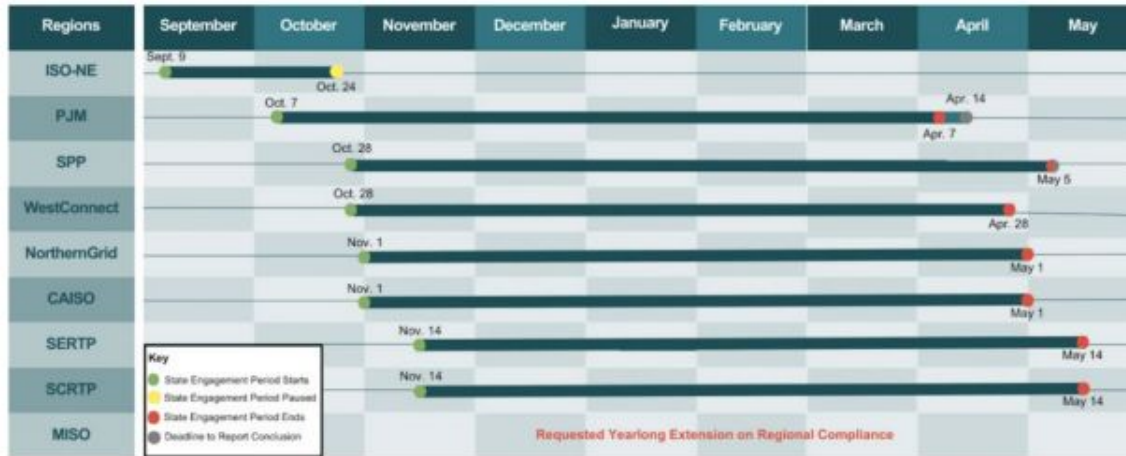 Regions September October November December January February March April May
ISO-NE Sept. 9 Oct. 24
PJM Oct. 7 Apr. 7 Apr. 14
SPP Oct. 28 May 5
WestConnect Oct. 28 Apr. 28
NorthernGrid Nov. 1 May 1
CAISO Nov. 1 May 1
SERTP Nov. 14 May 14
SCRTP Nov. 14 May 14
MISO Requested Yearlong Extension on Regional Compliance
Key
State Engagement Period Starts
State Engagement Period Paused
State Engagement Period Ends
Deadline to Report Conclusion